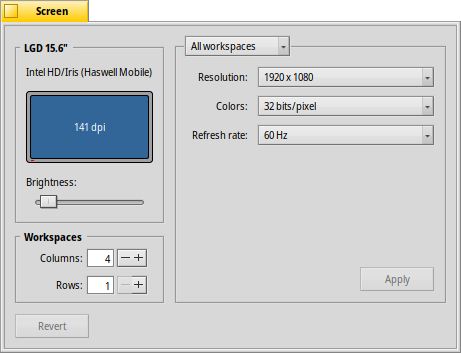 Screen
LGD 15.6"
Intel HD/Iris (Haswell Mobile)
141 dpi
Brightness:
Workspaces
Columns: 4
Rows: 1
Revert
All workspaces
Resolution: 1920 x 1080
Colors: 32 bits/pixel
Refresh rate: 60 Hz
Apply